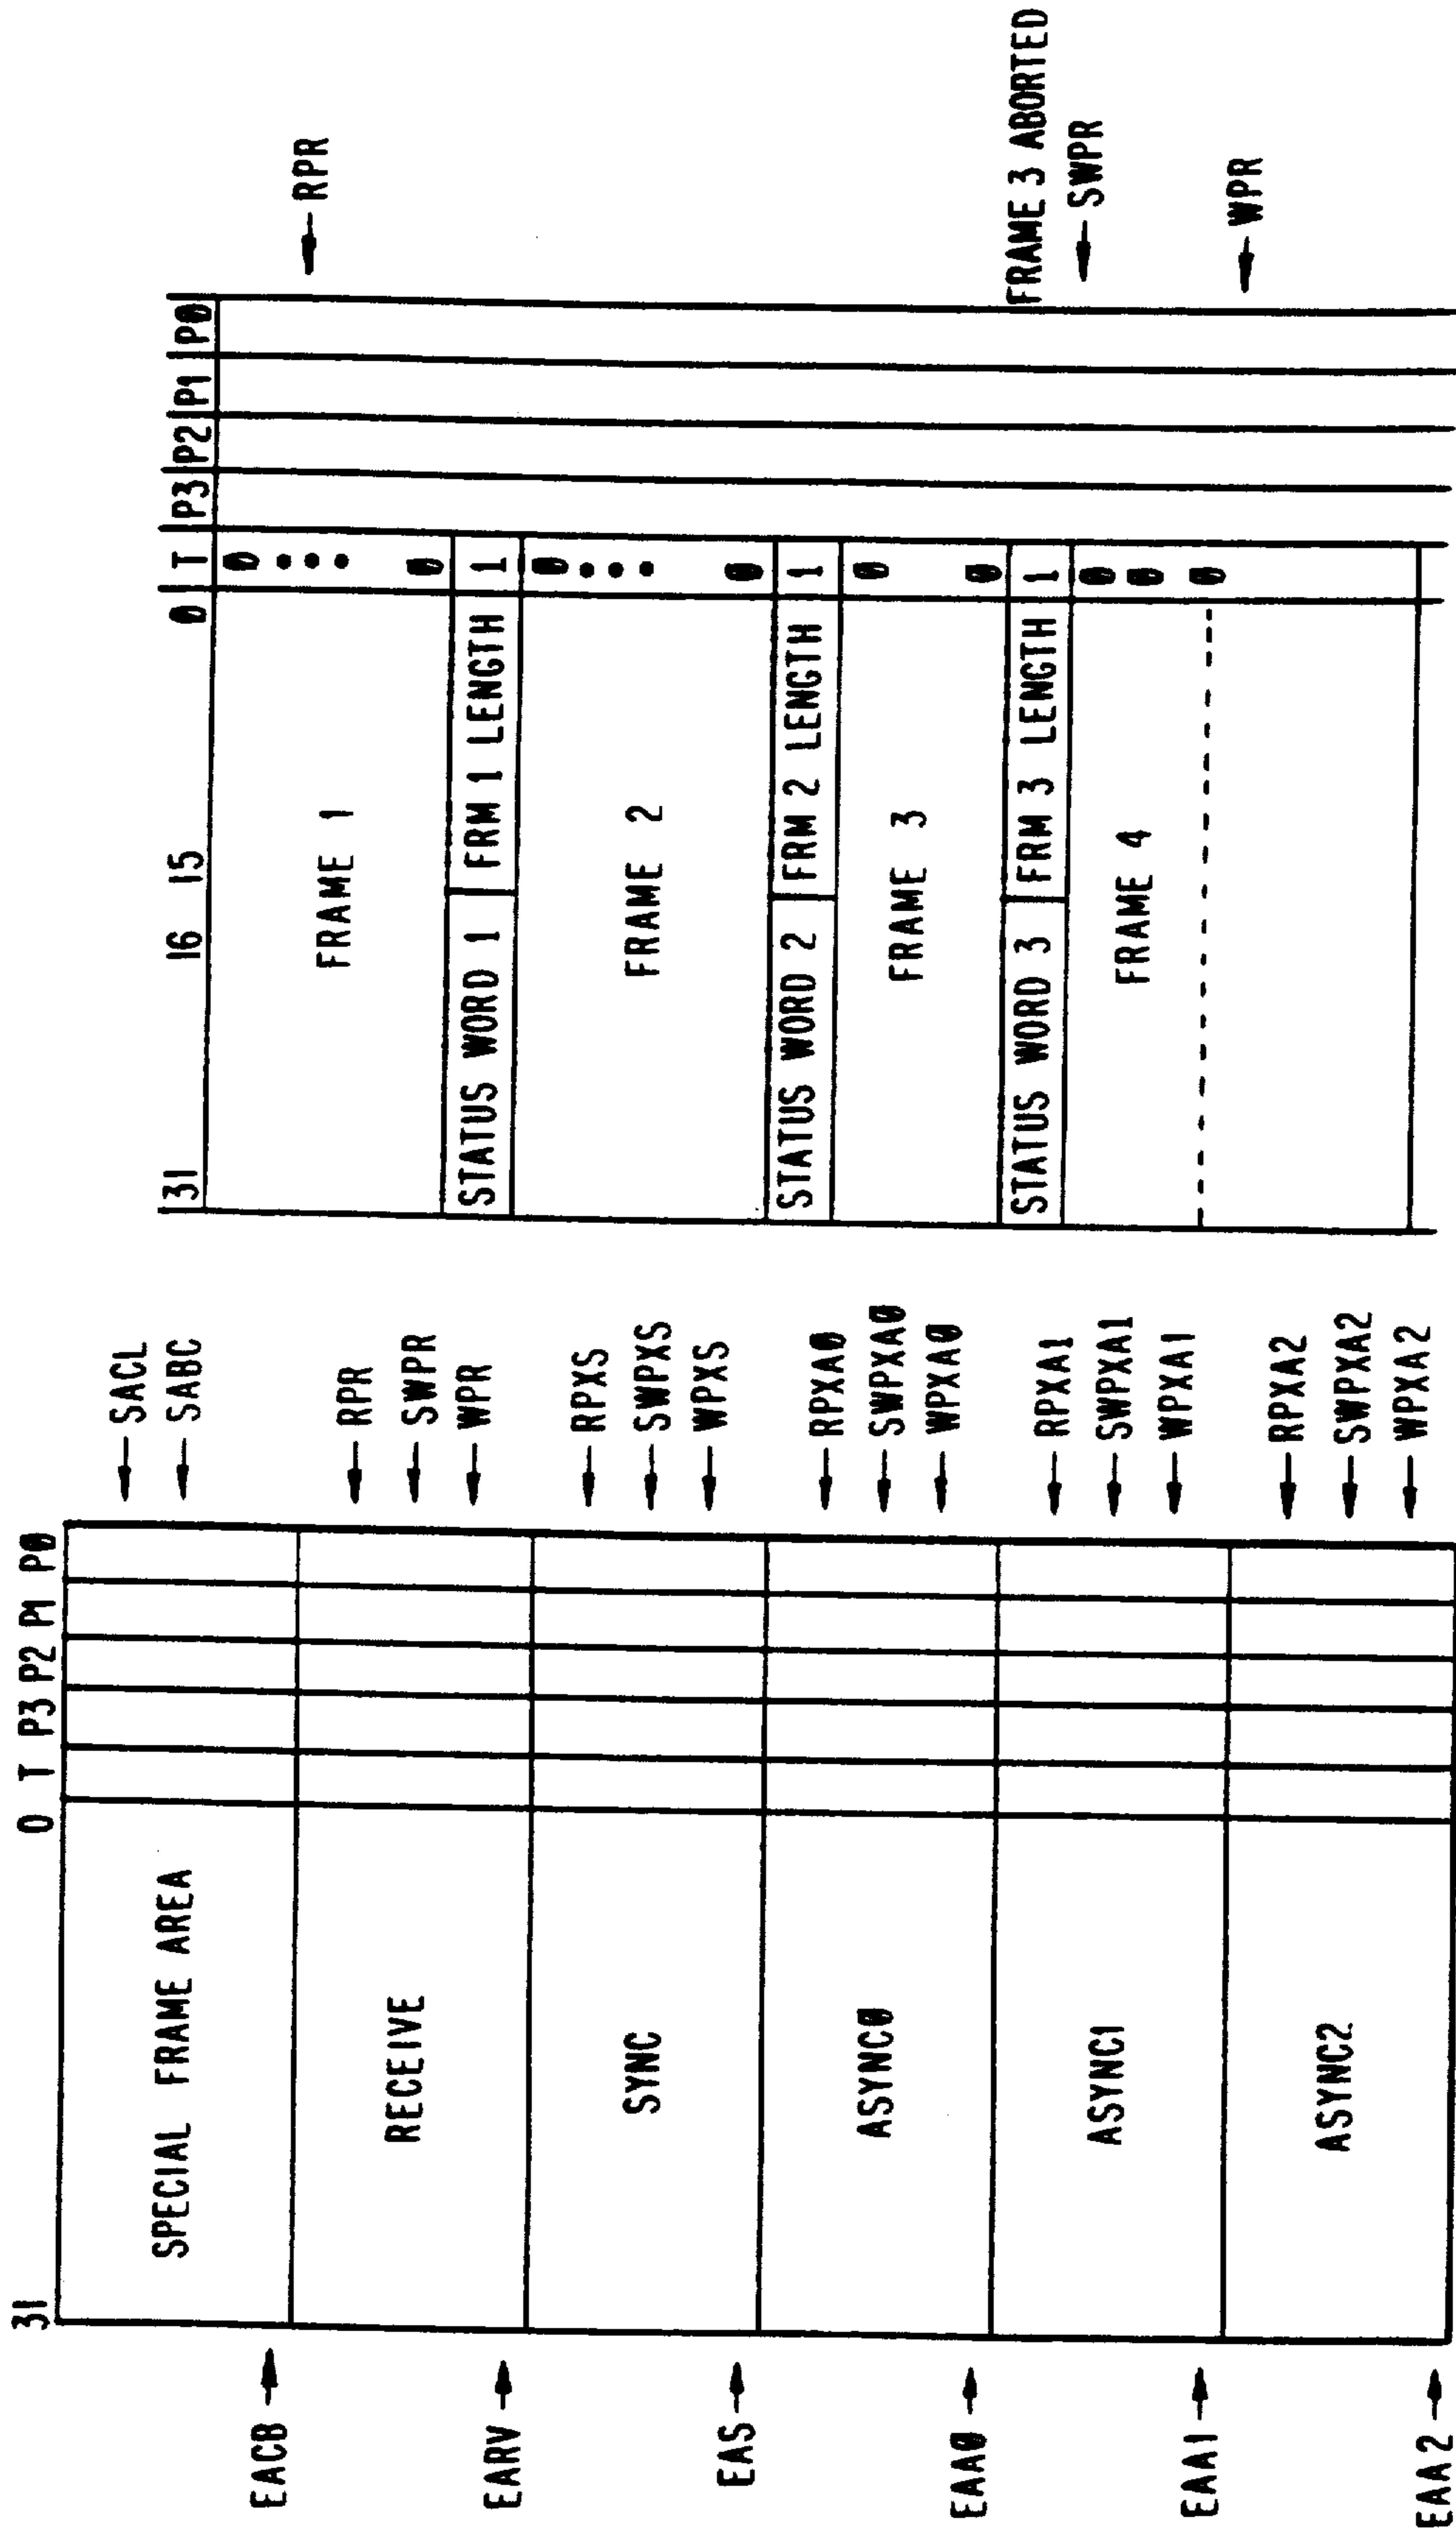 31 0 T P3 P2 P1 P0
SPECIAL FRAME AREA
← SACL
← SABC
EACB →
RECEIVE
← RPR
← SWPR
← WPR
EARV →
SYNC
← RPXS
← SWPXS
← WPXS
EAS →
ASYNC0
← RPXA0
← SWPXA0
← WPXA0
EAA0 →
ASYNC1
← RPXA1
← SWPXA1
← WPXA1
EAA1 →
ASYNC2
← RPXA2
← SWPXA2
← WPXA2
EAA2 →
31 16 15 0 T P3 P2 P1 P0
0
FRAME 1
← RPR
0
STATUS WORD 1 FRM 1 LENGTH 1
0
FRAME 2
0
STATUS WORD 2 FRM 2 LENGTH 1
0
FRAME 3
0
STATUS WORD 3 FRM 3 LENGTH 1
FRAME 3 ABORTED
0
← SWPR
FRAME 4
0
0
← WPR